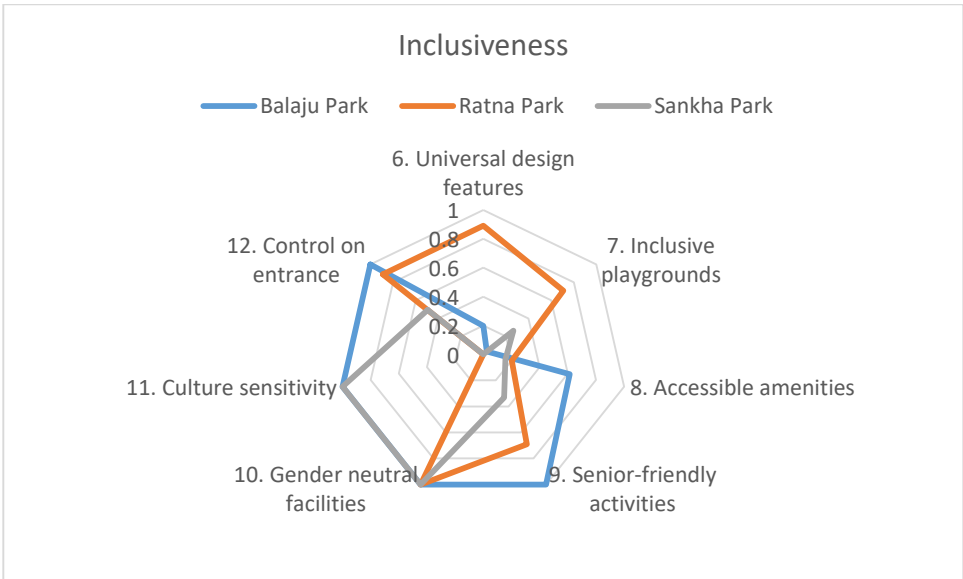 Inclusiveness
Balaju Park
Ratna Park
Sankha Park
6. Universal design
features
7. Inclusive
playgrounds
8. Accessible amenities
9. Senior-friendly
activities
10. Gender neutral
facilities
11. Culture sensitivity
12. Control on
entrance
1
0.8
0.6
0.4
0.2
0